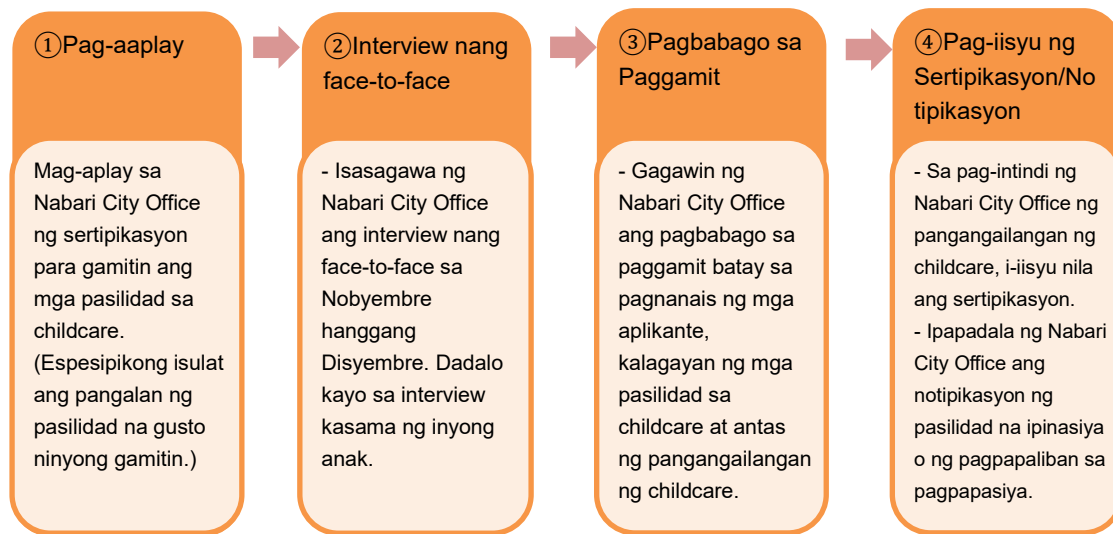 ①Pag-aaplay
Mag-aplay sa
Nabari City Office
ng sertipikasyon
para gamitin ang
mga pasilidad sa
childcare.
(Espesipikong isulat
ang pangalan ng
pasilidad na gusto
ninyong gamitin.)
②Interview nang
face-to-face
- Isasagawa ng
Nabari City Office
ang interview nang
face-to-face sa
Nobyembre
hanggang
Disyembre. Dadalo
kayo sa interview
kasama ng inyong
anak.
③Pagbabago sa
Paggamit
- Gagawin ng
Nabari City Office
ang pagbabago sa
paggamit batay sa
pagnanais ng mga
aplikante,
kalagayan ng mga
pasilidad sa
childcare at antas
ng pangangailangan
ng childcare.
④Pag-iisyu ng
Sertipikasyon/No
tipikasyon
- Sa pag-intindi ng
Nabari City Office ng
pangangailangan ng
childcare, i-iisyu nila
ang sertipikasyon.
- Ipapadala ng Nabari
City Office ang
notipikasyon ng
pasilidad na ipinasiya
o ng pagpapaliban sa
pagpapasiya.